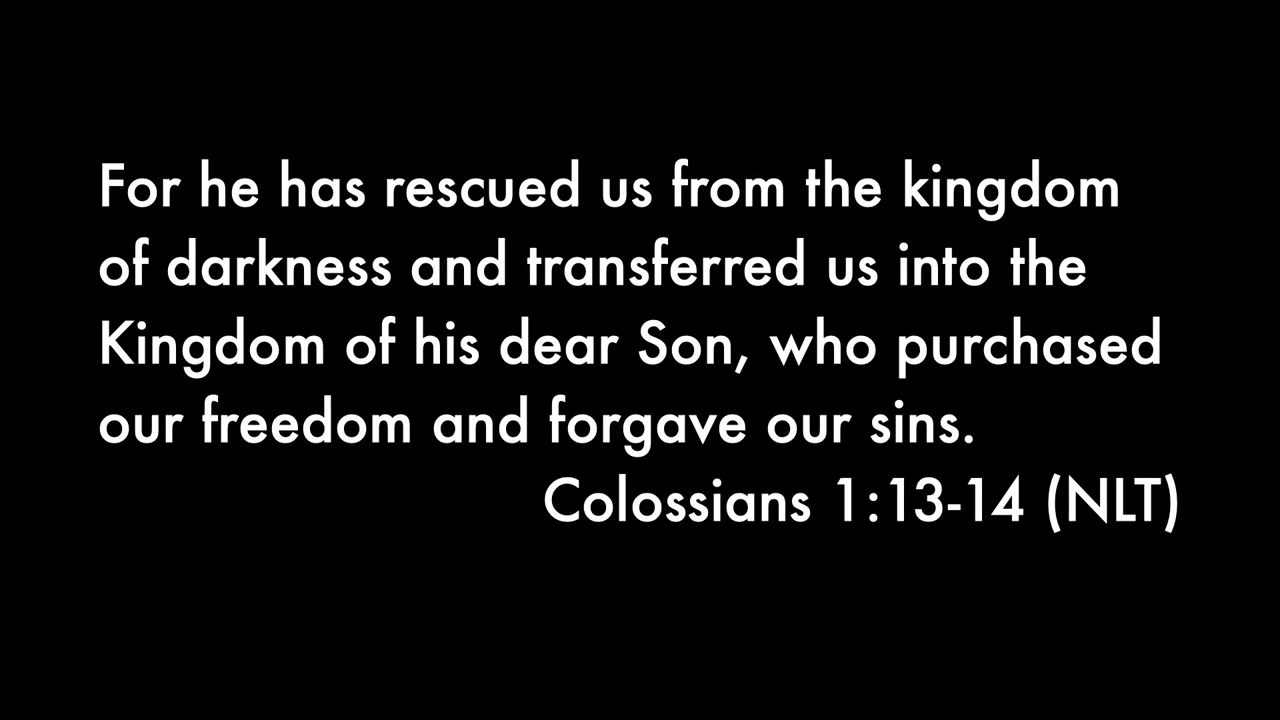 For he has rescued us from the kingdom
of darkness and transferred us into the
Kingdom of his dear Son, who purchased
our freedom and forgave our sins.
Colossians 1:13-14 (NLT)